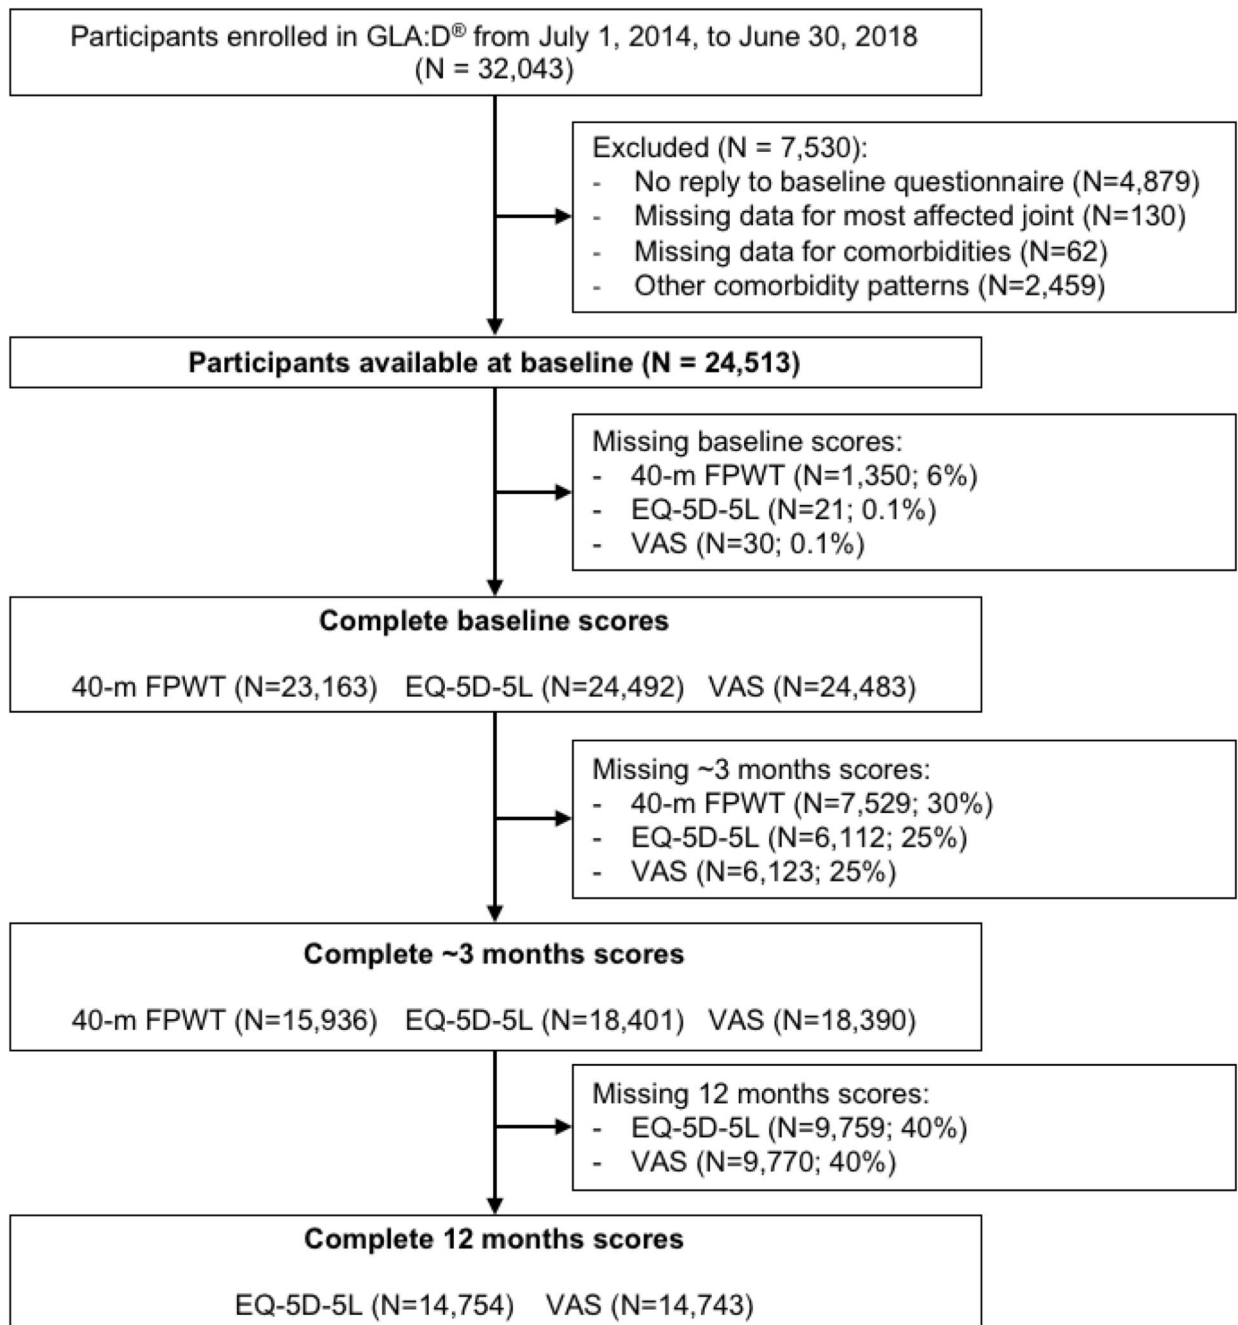 Participants enrolled in GLA:D® from July 1, 2014, to June 30, 2018
(N = 32,043)
Excluded (N = 7,530):
- No reply to baseline questionnaire (N=4,879)
- Missing data for most affected joint (N=130)
- Missing data for comorbidities (N=62)
- Other comorbidity patterns (N=2,459)
Participants available at baseline (N = 24,513)
Missing baseline scores:
- 40-m FPWT (N=1,350; 6%)
- EQ-5D-5L (N=21; 0.1%)
- VAS (N=30; 0.1%)
Complete baseline scores
40-m FPWT (N=23,163) EQ-5D-5L (N=24,492) VAS (N=24,483)
Missing ~3 months scores:
- 40-m FPWT (N=7,529; 30%)
- EQ-5D-5L (N=6,112; 25%)
- VAS (N=6,123; 25%)
Complete ~3 months scores
40-m FPWT (N=15,936) EQ-5D-5L (N=18,401) VAS (N=18,390)
Missing 12 months scores:
- EQ-5D-5L (N=9,759; 40%)
- VAS (N=9,770; 40%)
Complete 12 months scores
EQ-5D-5L (N=14,754) VAS (N=14,743)